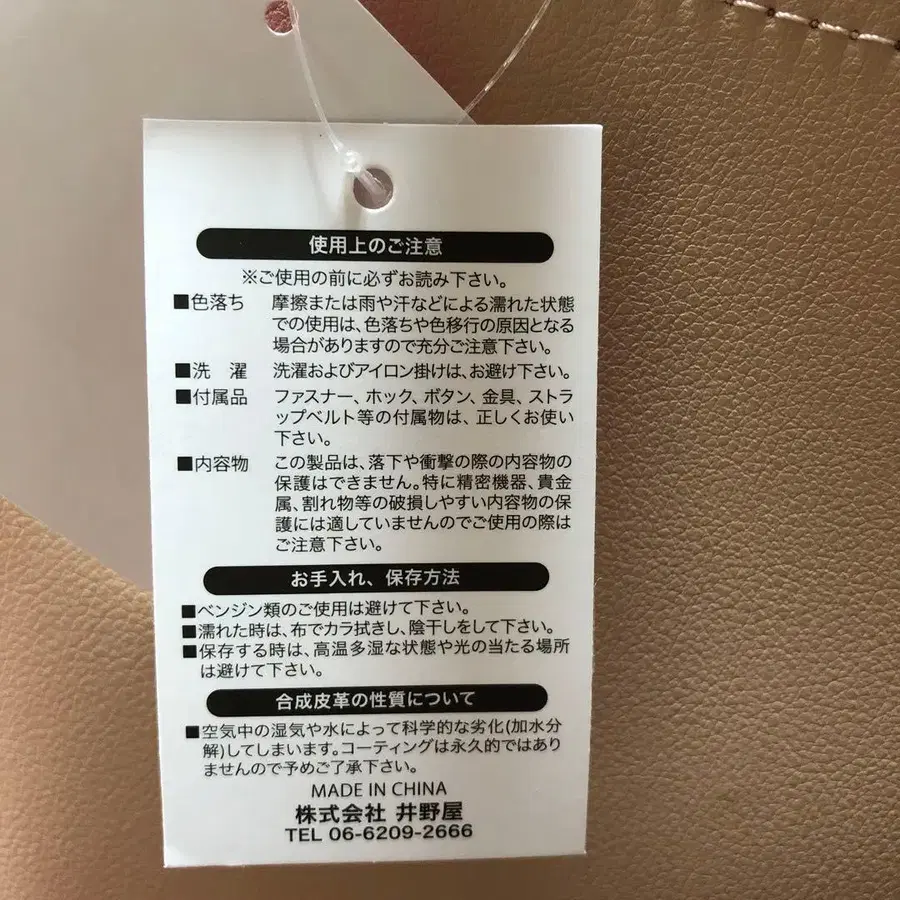 使用上のご注意
※ご使用の前に必ずお読み下さい。
■色落ち 摩擦または雨や汗などによる濡れた状態
での使用は、色落ちや色移行の原因となる
場合がありますので充分ご注意下さい。
■洗 濯 洗濯およびアイロン掛けは、お避け下さい。
■付属品 ファスナー、ホック、ボタン、金具、ストラ
ップベルト等の付属物は、正しくお使い
下さい。
■内容物 この製品は、落下や衝撃の際の内容物の
保護はできません。特に精密機器、貴金
属、割れ物等の破損しやすい内容物の保
護には適していませんのでご使用の際は
ご注意下さい。
お手入れ、保存方法
■ベンジン類のご使用は避けて下さい。
■濡れた時は、布でカラ拭きし、陰干しをして下さい。
■保存する時は、高温多湿な状態や光の当たる場所
は避けて下さい。
合成皮革の性質について
■空気中の湿気や水によって科学的な劣化(加水分
解)してしまいます。コーティングは永久的ではあり
ませんので予めご了承下さい。
MADE IN CHINA
株式会社 井野屋
TEL 06-6209-2666